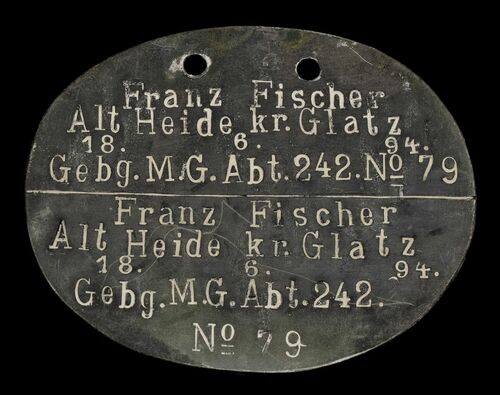 Franz Fischer
Alt Heide kr. Glatz
18. 6. 94.
Gebg. M.G. Abt. 242. No 79
Franz Fischer
Alt Heide kr. Glatz
18. 6. 94.
Gebg. M.G. Abt. 242.
No 79